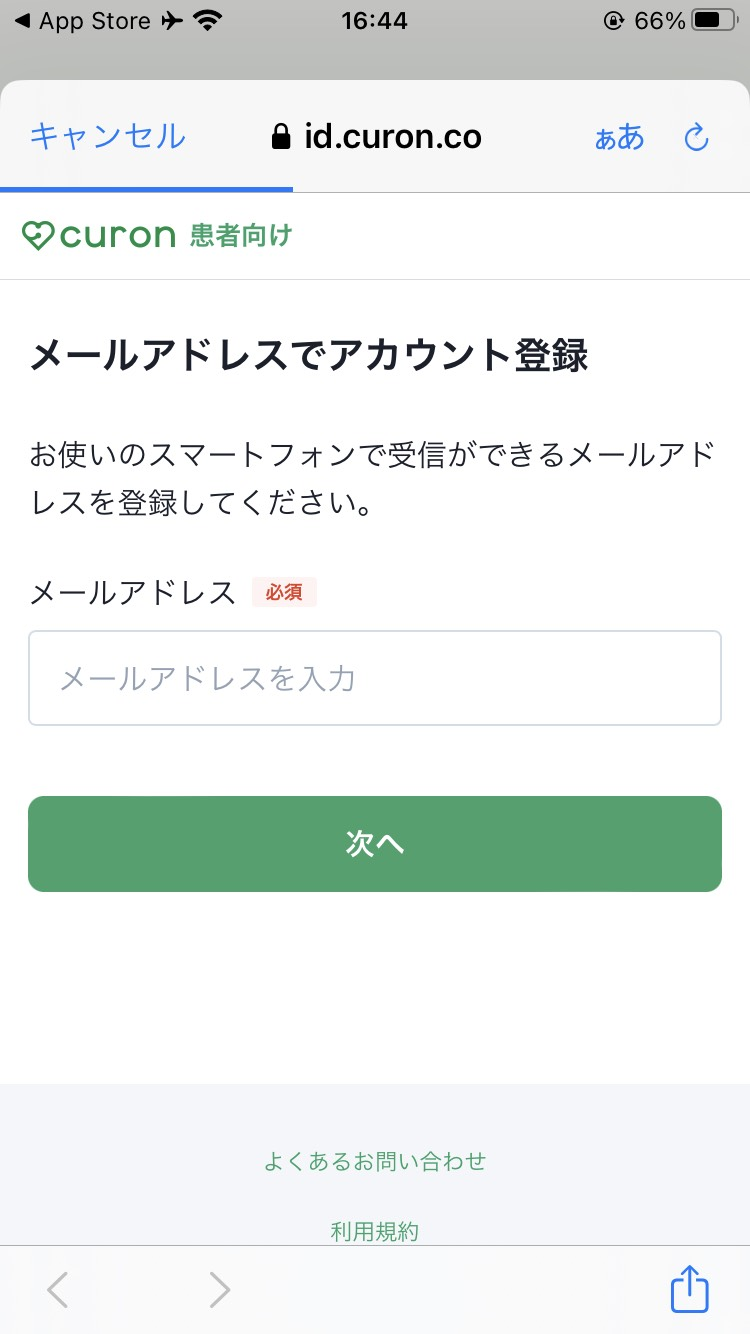 App Store 16:44 66%
キャンセル id.curon.co ぁあ
curon 患者向け
メールアドレスでアカウント登録
お使いのスマートフォンで受信ができるメールアド
レスを登録してください。
メールアドレス 必須
メールアドレスを入力
次へ
よくあるお問い合わせ
利用規約